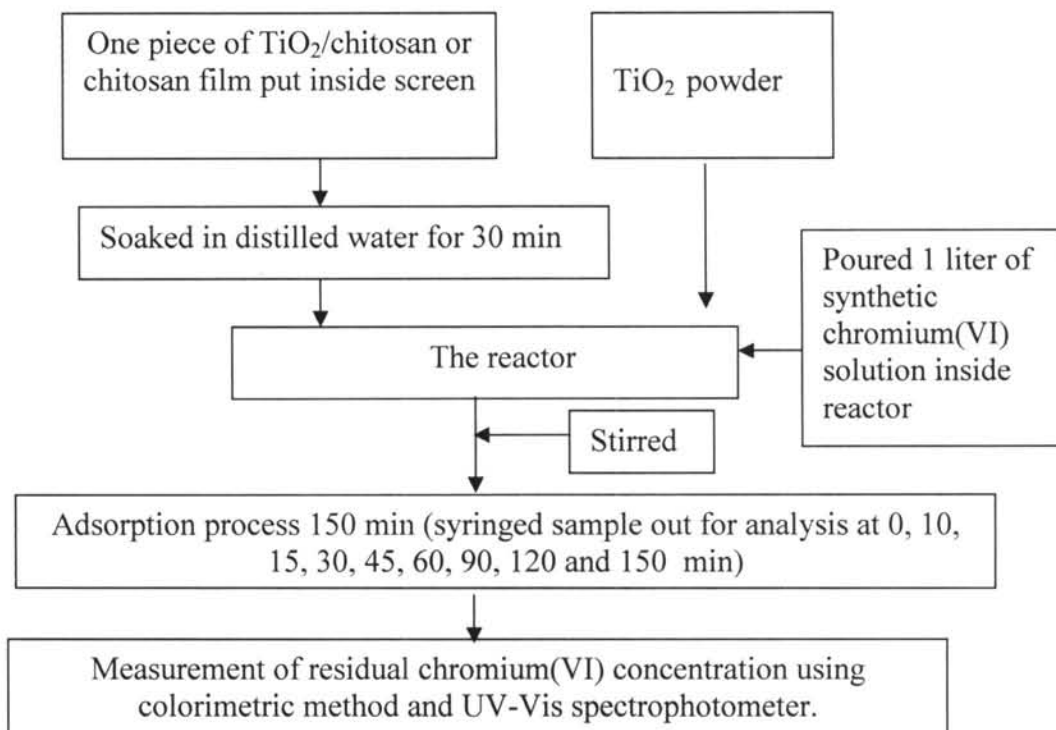 One piece of TiO₂/chitosan or
chitosan film put inside screen
TiO₂ powder
Soaked in distilled water for 30 min
Poured 1 liter of
synthetic
chromium(VI)
solution inside
reactor
The reactor
Stirred
Adsorption process 150 min (syringed sample out for analysis at 0, 10,
15, 30, 45, 60, 90, 120 and 150 min)
Measurement of residual chromium(VI) concentration using
colorimetric method and UV-Vis spectrophotometer.